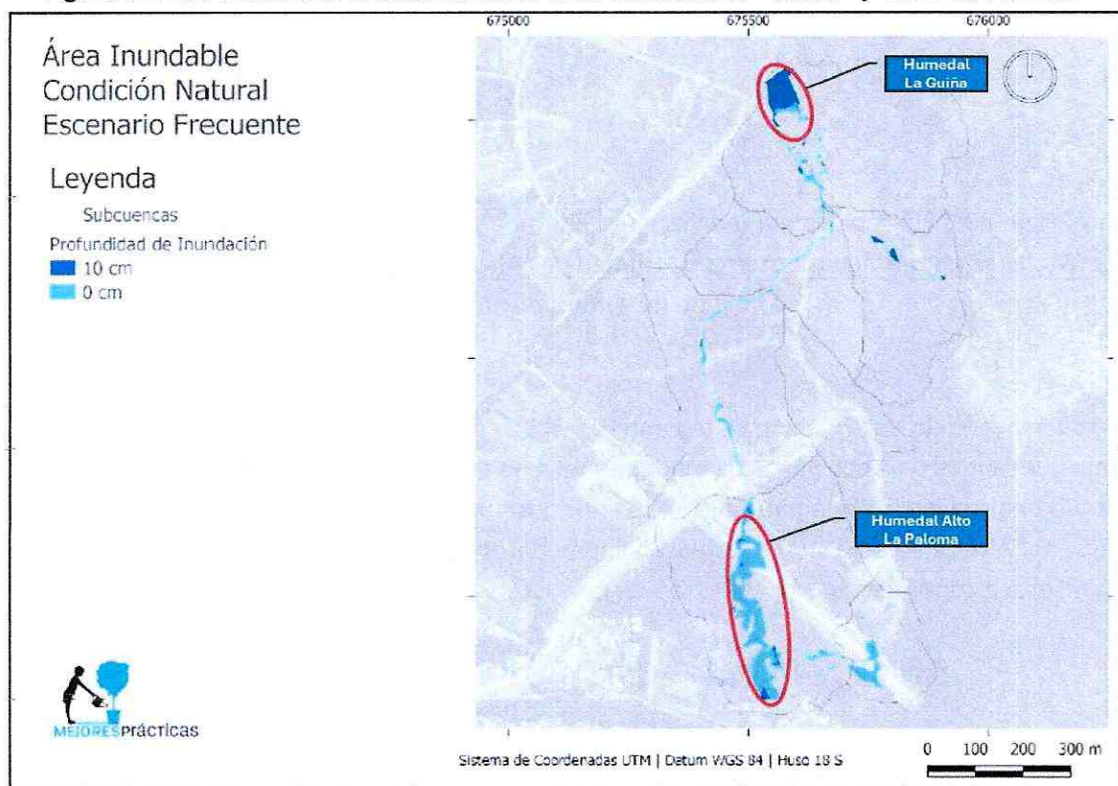 675000 675500 676000
Área Inundable
Condición Natural
Escenario Frecuente
Leyenda
Subcuencas
Profundidad de Inundación
10 cm
0 cm
Humedal
La Guiña
Humedal Alto
La Paloma
MEJORESPRÁCTICAS
Sistema de Coordenadas UTM | Datum WGS 84 | Huso 18 S
0 100 200 300 m